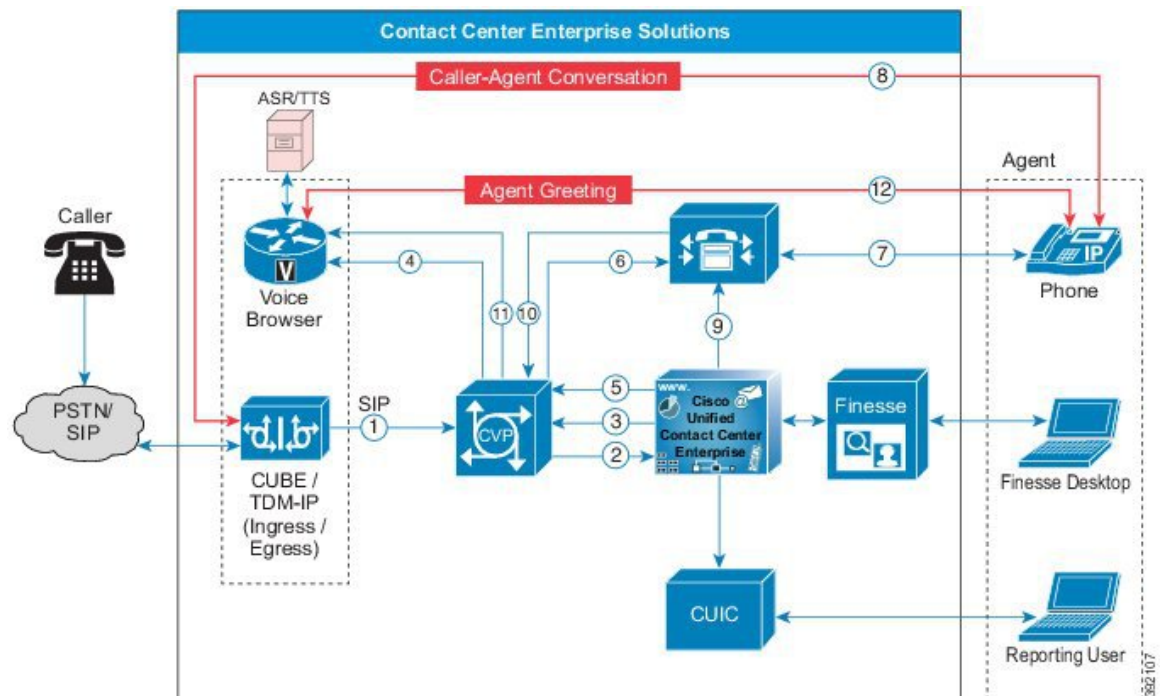 Contact Center Enterprise Solutions
Caller-Agent Conversation
8
ASR/TTS
Agent
Agent Greeting
12
Caller
V
4
6
7
IP
Voice
Browser
Phone
11
10
9
PSTN/
SIP
SIP
1
CVP
5
3
2
www.
@
Cisco
Unified
Contact Center
Enterprise
Finesse
CUBE /
TDM-IP
(Ingress /
Egress)
Finesse Desktop
CUIC
Reporting User
392107